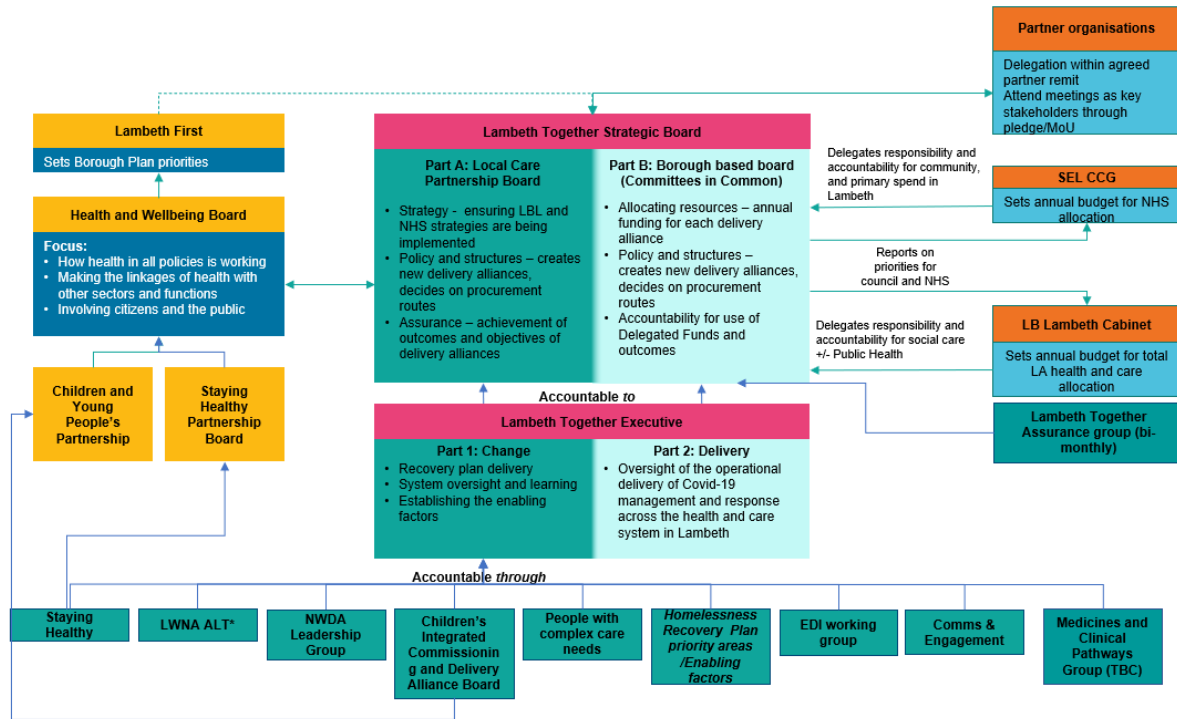 Partner organisations
Delegation within agreed
partner remit
Attend meetings as key
stakeholders through
pledge/MoU
Lambeth First
Sets Borough Plan priorities
Health and Wellbeing Board
Focus:
• How health in all policies is working
• Making the linkages of health with
other sectors and functions
• Involving citizens and the public
Children and
Young
People's
Partnership
Staying
Healthy
Partnership
Board
Lambeth Together Strategic Board
Part A: Local Care
Partnership Board
• Strategy - ensuring LBL and
NHS strategies are being
implemented
• Policy and structures – creates
new delivery alliances,
decides on procurement
routes
• Assurance – achievement of
outcomes and objectives of
delivery alliances
Part B: Borough based board
(Committees in Common)
• Allocating resources – annual
funding for each delivery
alliance
• Policy and structures –
creates new delivery alliances,
decides on procurement
routes
• Accountability for use of
Delegated Funds and
outcomes
Delegates responsibility and
accountability for community,
and primary spend in
Lambeth
SEL CCG
Sets annual budget for NHS
allocation
Reports on
priorities for
council and NHS
LB Lambeth Cabinet
Sets annual budget for total
LA health and care
allocation
Delegates responsibility and
accountability for social care
+/- Public Health
Lambeth Together
Assurance group (bi-
monthly)
Accountable to
Lambeth Together Executive
Part 1: Change
• Recovery plan delivery
• System oversight and learning
• Establishing the enabling
factors
Part 2: Delivery
• Oversight of the operational
delivery of Covid-19
management and response
across the health and care
system in Lambeth
Accountable through
Staying
Healthy
LWNA ALT*
NWDA
Leadership
Group
Children's
Integrated
Commissionin
g and Delivery
Alliance Board
People with
complex care
needs
Homelessness
Recovery Plan
priority areas
/Enabling
factors
EDI working
group
Comms &
Engagement
Medicines and
Clinical
Pathways
Group (TBC)